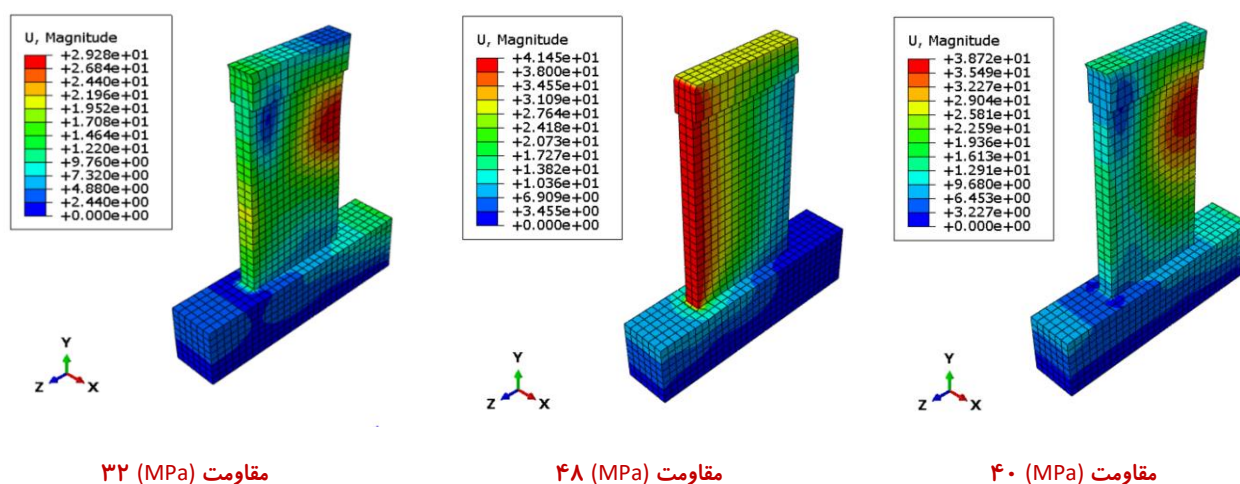 U, Magnitude
+2.928e+01
+2.684e+01
+2.440e+01
+2.196e+01
+1.952e+01
+1.708e+01
+1.464e+01
+1.220e+01
+9.760e+00
+7.320e+00
+4.880e+00
+2.440e+00
+0.000e+00
Y
Z
X
مقاومت (MPa) ۳۲
U, Magnitude
+4.145e+01
+3.800e+01
+3.455e+01
+3.109e+01
+2.764e+01
+2.418e+01
+2.073e+01
+1.727e+01
+1.382e+01
+1.036e+01
+6.909e+00
+3.455e+00
+0.000e+00
Y
Z
X
مقاومت (MPa) ۴۸
U, Magnitude
+3.872e+01
+3.549e+01
+3.227e+01
+2.904e+01
+2.581e+01
+2.259e+01
+1.936e+01
+1.613e+01
+1.291e+01
+9.680e+00
+6.453e+00
+3.227e+00
+0.000e+00
Y
Z
X
مقاومت (MPa) ۴۰